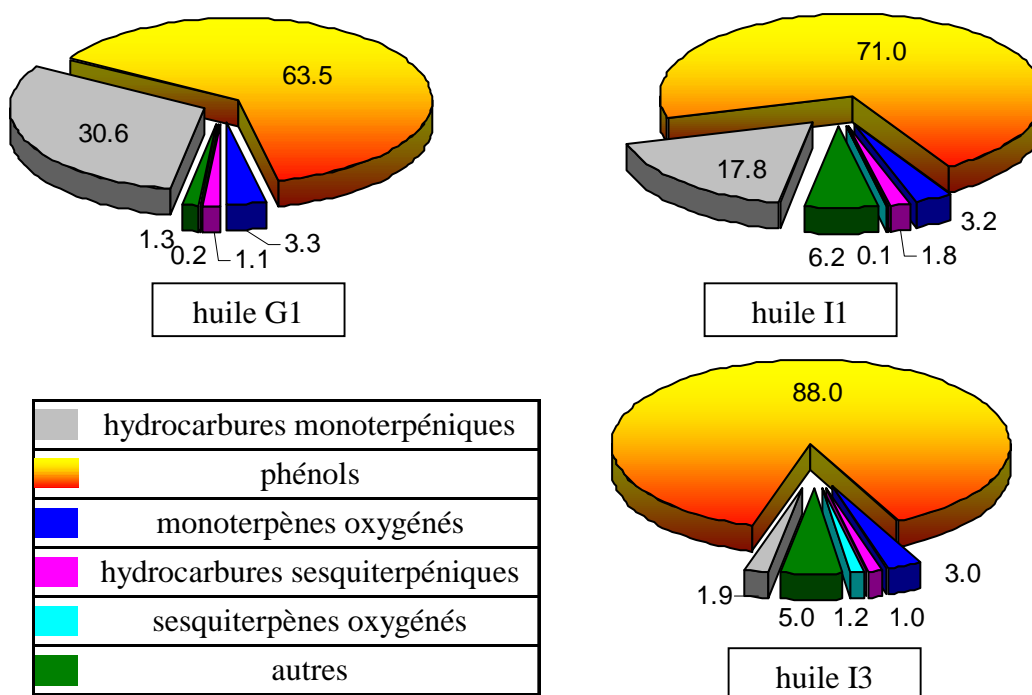 63.5
30.6
1.3
0.2
1.1
3.3
huile G1
71.0
17.8
6.2
0.1
1.8
3.2
huile I1
hydrocarbures monoterpéniques
phénols
monoterpènes oxygénés
hydrocarbures sesquiterpéniques
sesquiterpènes oxygénés
autres
88.0
1.9
5.0
1.2
1.0
3.0
huile I3